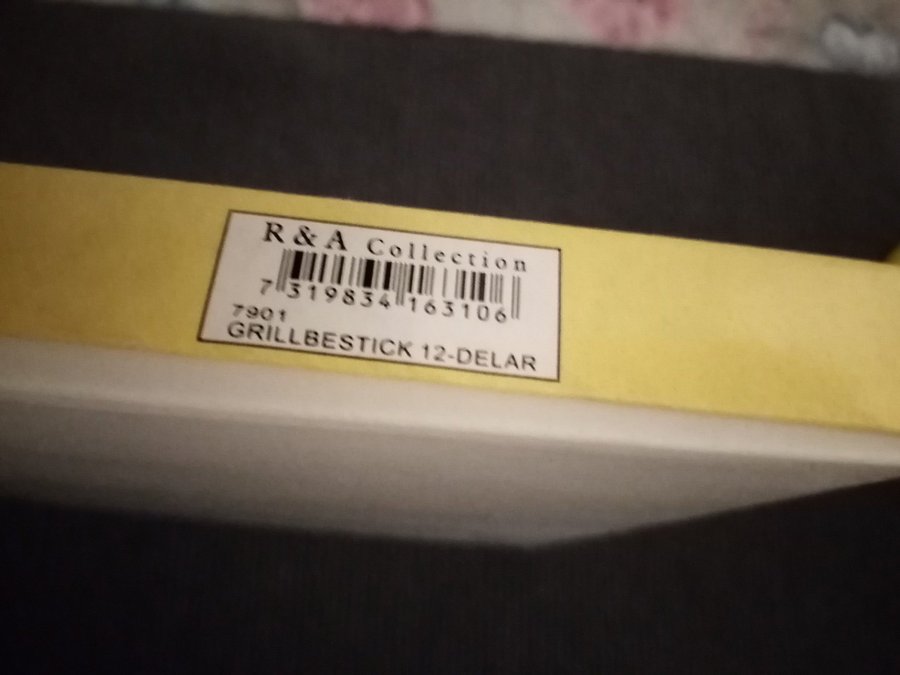 R & A Collection
7 319834 163106
7901
GRILLBESTICK 12-DELAR